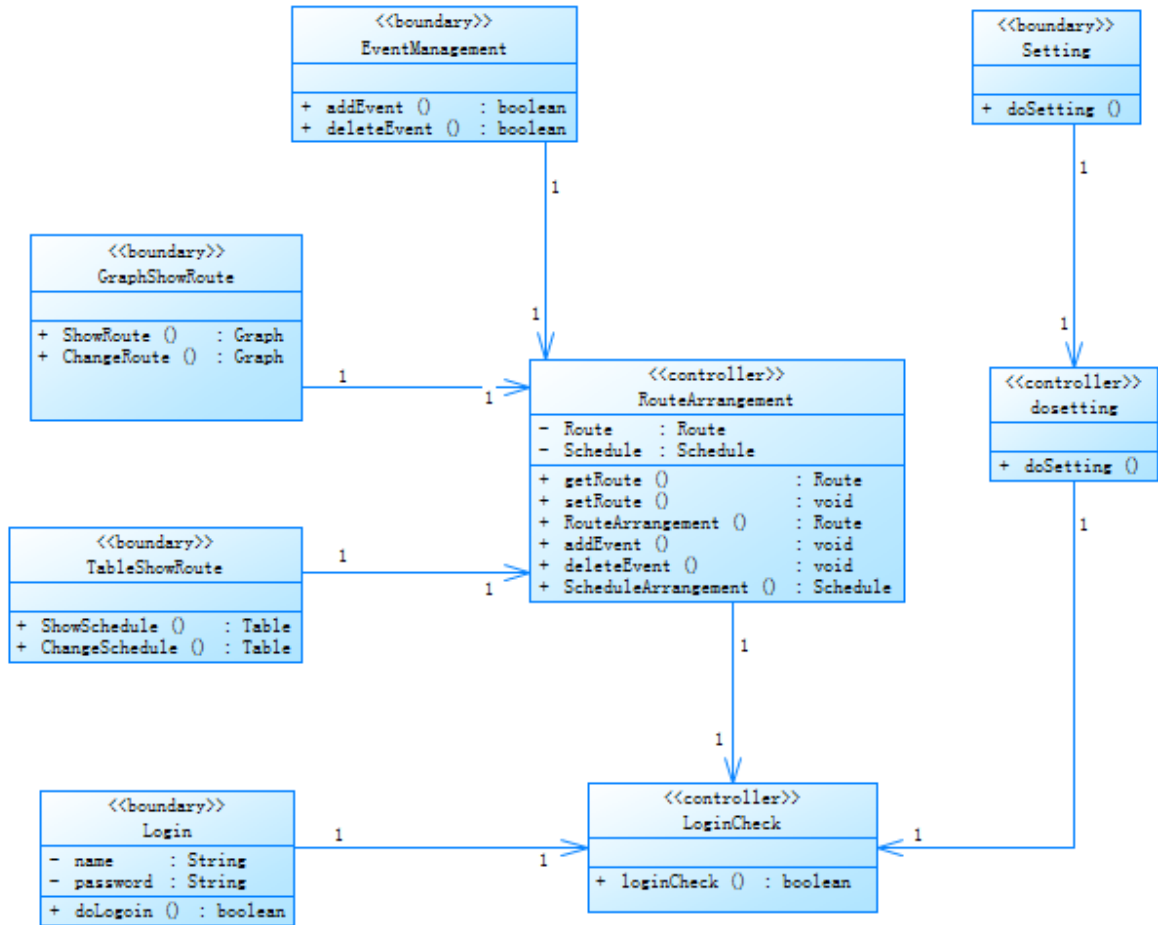 <<boundary>>
EventManagement
+ addEvent () : boolean
+ deleteEvent () : boolean
1
1
<<boundary>>
Setting
+ doSetting ()
1
1
<<boundary>>
GraphShowRoute
+ ShowRoute () : Graph
+ ChangeRoute () : Graph
1
1
<<controller>>
RouteArrangement
- Route : Route
- Schedule : Schedule
+ getRoute () : Route
+ setRoute () : void
+ RouteArrangement () : Route
+ addEvent () : void
+ deleteEvent () : void
+ ScheduleArrangement () : Schedule
<<controller>>
dosetting
+ doSetting ()
1
1
<<boundary>>
TableShowRoute
+ ShowSchedule () : Table
+ ChangeSchedule () : Table
1
1
1
1
<<boundary>>
Login
- name : String
- password : String
+ doLogoin () : boolean
1
1
<<controller>>
LoginCheck
+ loginCheck () : boolean